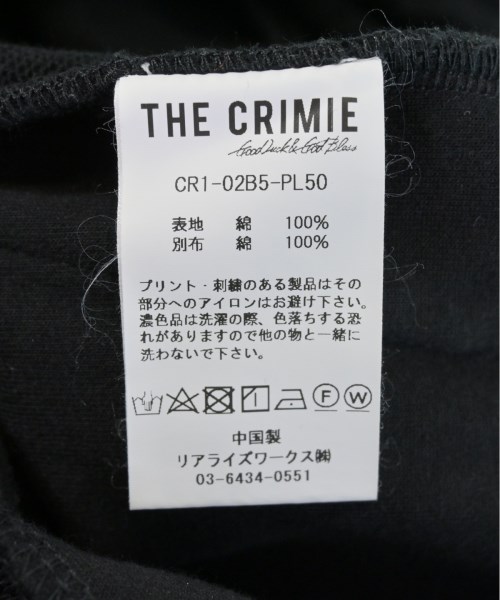 THE CRIMIE
Good Luck & God Bless
CR1-02B5-PL50
表地 綿 100%
別布 綿 100%
プリント・刺繍のある製品はその
部分へのアイロンはお避け下さい。
濃色品は洗濯の際、色落ちする恐
れがありますので他の物と一緒に
洗わないで下さい。
F W
中国製
リアライズワークス㈱
03-6434-0551